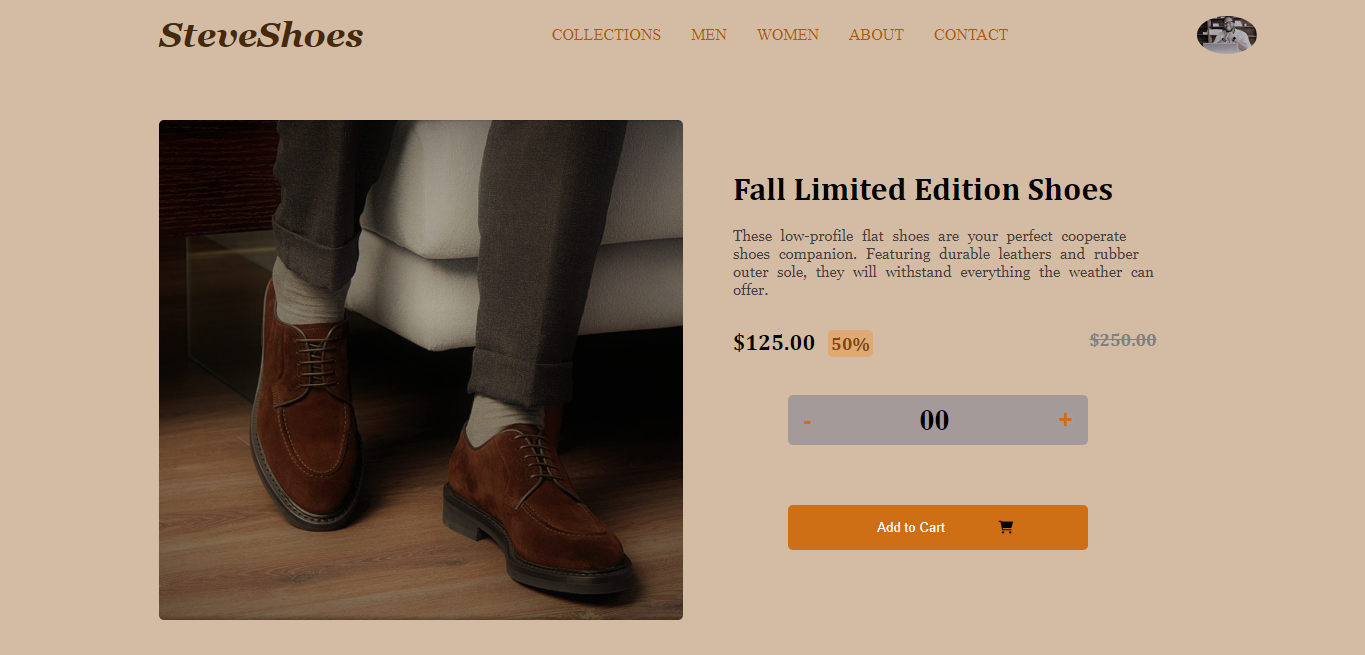 SteveShoes
COLLECTIONS MEN WOMEN ABOUT CONTACT
Fall Limited Edition Shoes
These low-profile flat shoes are your perfect cooperate
shoes companion. Featuring durable leathers and rubber
outer sole, they will withstand everything the weather can
offer.
$125.00 50% $250.00
- 00 +
Add to Cart